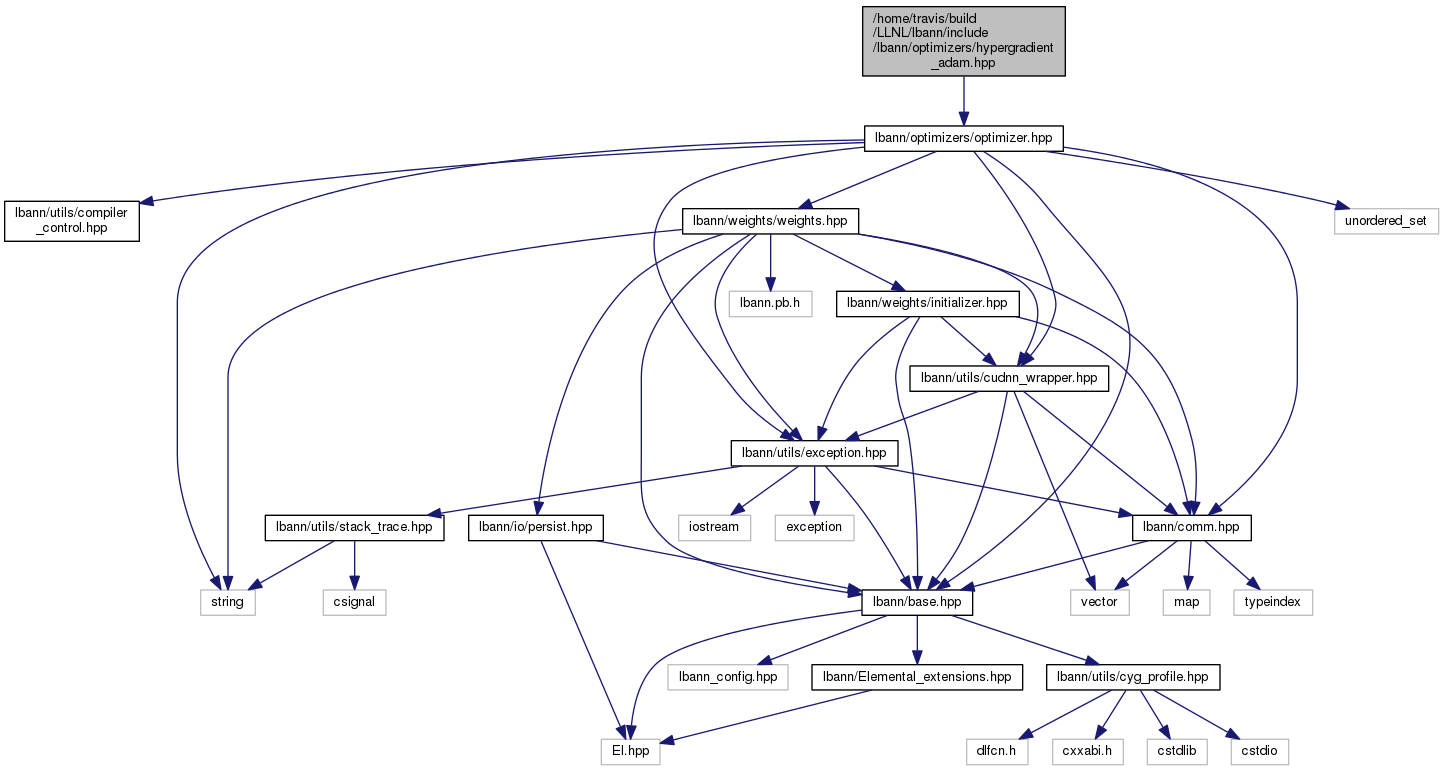 /home/travis/build
/LLNL/lbann/include
/lbann/optimizers/hypergradient
_adam.hpp
lbann/optimizers/optimizer.hpp
lbann/utils/compiler
_control.hpp
lbann/weights/weights.hpp
unordered_set
lbann.pb.h
lbann/weights/initializer.hpp
lbann/utils/cudnn_wrapper.hpp
lbann/utils/exception.hpp
lbann/utils/stack_trace.hpp
lbann/io/persist.hpp
iostream
exception
lbann/comm.hpp
string
csignal
lbann/base.hpp
vector
map
typeindex
lbann_config.hpp
lbann/Elemental_extensions.hpp
lbann/utils/cyg_profile.hpp
El.hpp
dlfcn.h
cxxabi.h
cstdlib
cstdio